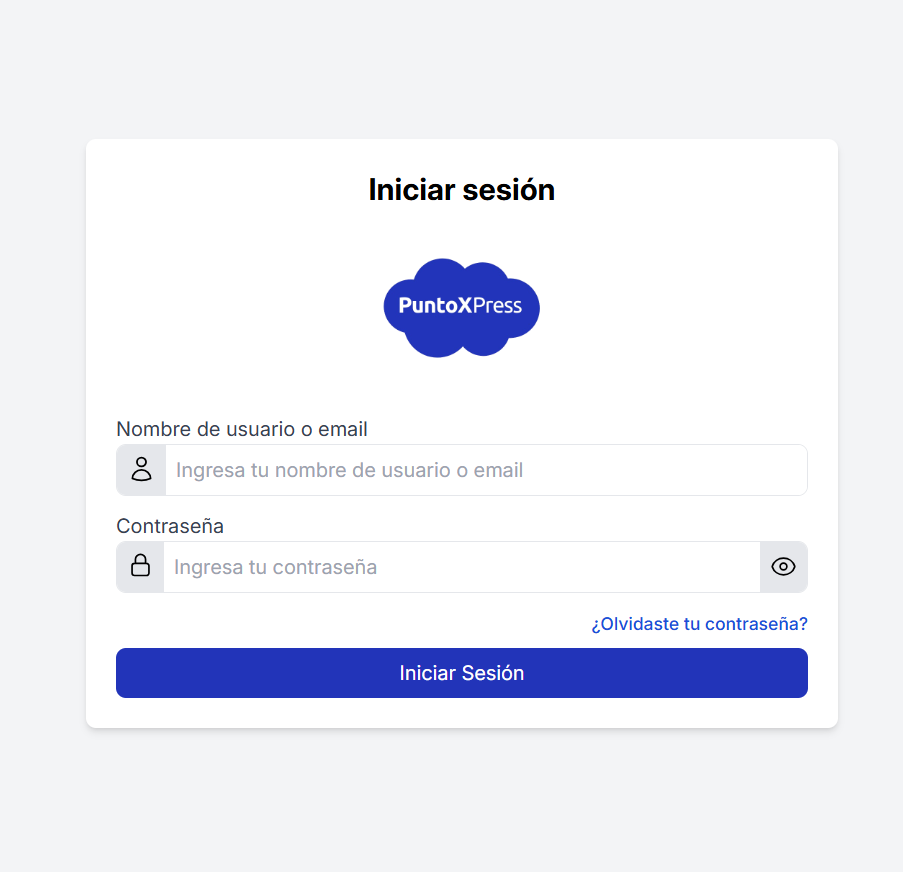 Iniciar sesión
PuntoXPress
Nombre de usuario o email
Ingresa tu nombre de usuario o email
Contraseña
Ingresa tu contraseña
¿Olvidaste tu contraseña?
Iniciar Sesión